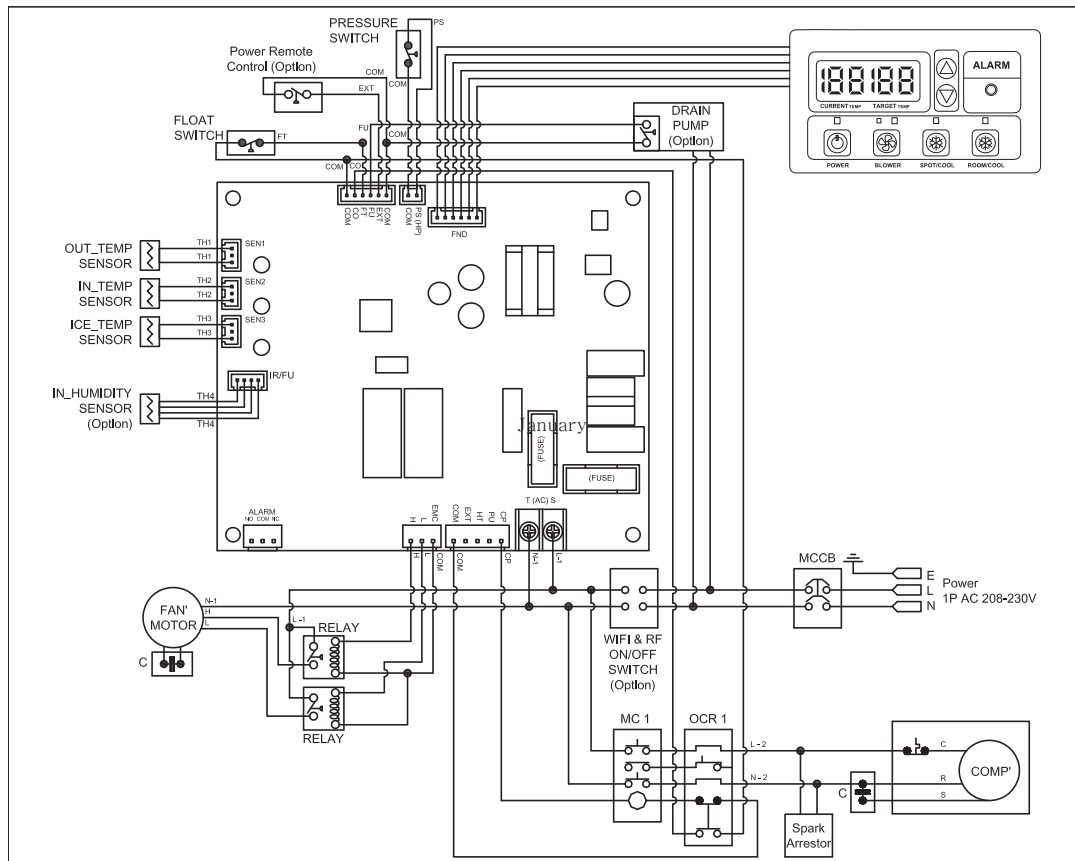 PRESSURE
SWITCH
PS
Power Remote
Control (Option)
COM
EXT
COM
FLOAT
SWITCH
FT
FU
COM
COM
CO
DRAIN
PUMP
(Option)
CURRENT TEMP
TARGET TEMP
ALARM
POWER
BLOWER
SPOT/COOL
ROOM/COOL
COM
CO
FT
FU
EXT
COM
COM
PS (HP)
FND
OUT_TEMP
SENSOR
TH1
TH1
SEN1
IN_TEMP
SENSOR
TH2
TH2
SEN2
ICE_TEMP
SENSOR
TH3
TH3
SEN3
IR/FU
IN_HUMIDITY
SENSOR
(Option)
TH4
TH4
January
(FUSE)
(FUSE)
ALARM
NO COM NC
H
L
EMC
COM
EXT
HT
PU
CP
T (AC) S
H
L
COM
COM
CP
N-1
L-1
MCCB
E
L
N
Power
1P AC 208-230V
FAN'
MOTOR
N-1
H
L
L-1
C
RELAY
RELAY
WIFI & RF
ON/OFF
SWITCH
(Option)
MC 1
OCR 1
L-2
N-2
C
C
R
S
COMP'
Spark
Arrestor